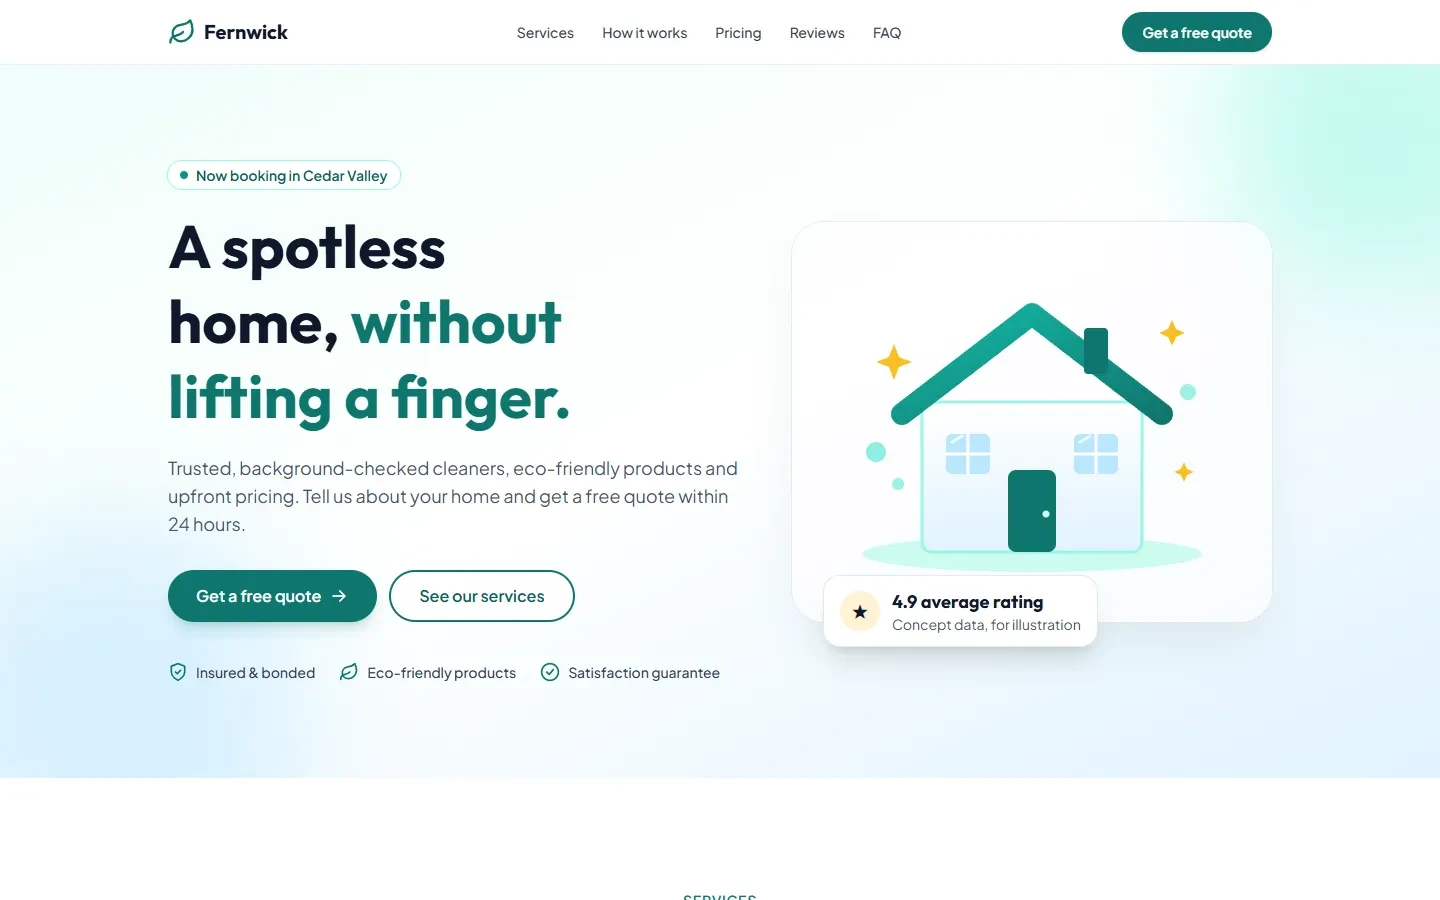 Fernwick
Services
How it works
Pricing
Reviews
FAQ
Get a free quote
Now booking in Cedar Valley
A spotless
home, without
lifting a finger.
Trusted, background-checked cleaners, eco-friendly products and
upfront pricing. Tell us about your home and get a free quote within
24 hours.
Get a free quote →
See our services
Insured & bonded
Eco-friendly products
Satisfaction guarantee
4.9 average rating
Concept data, for illustration
SERVICES